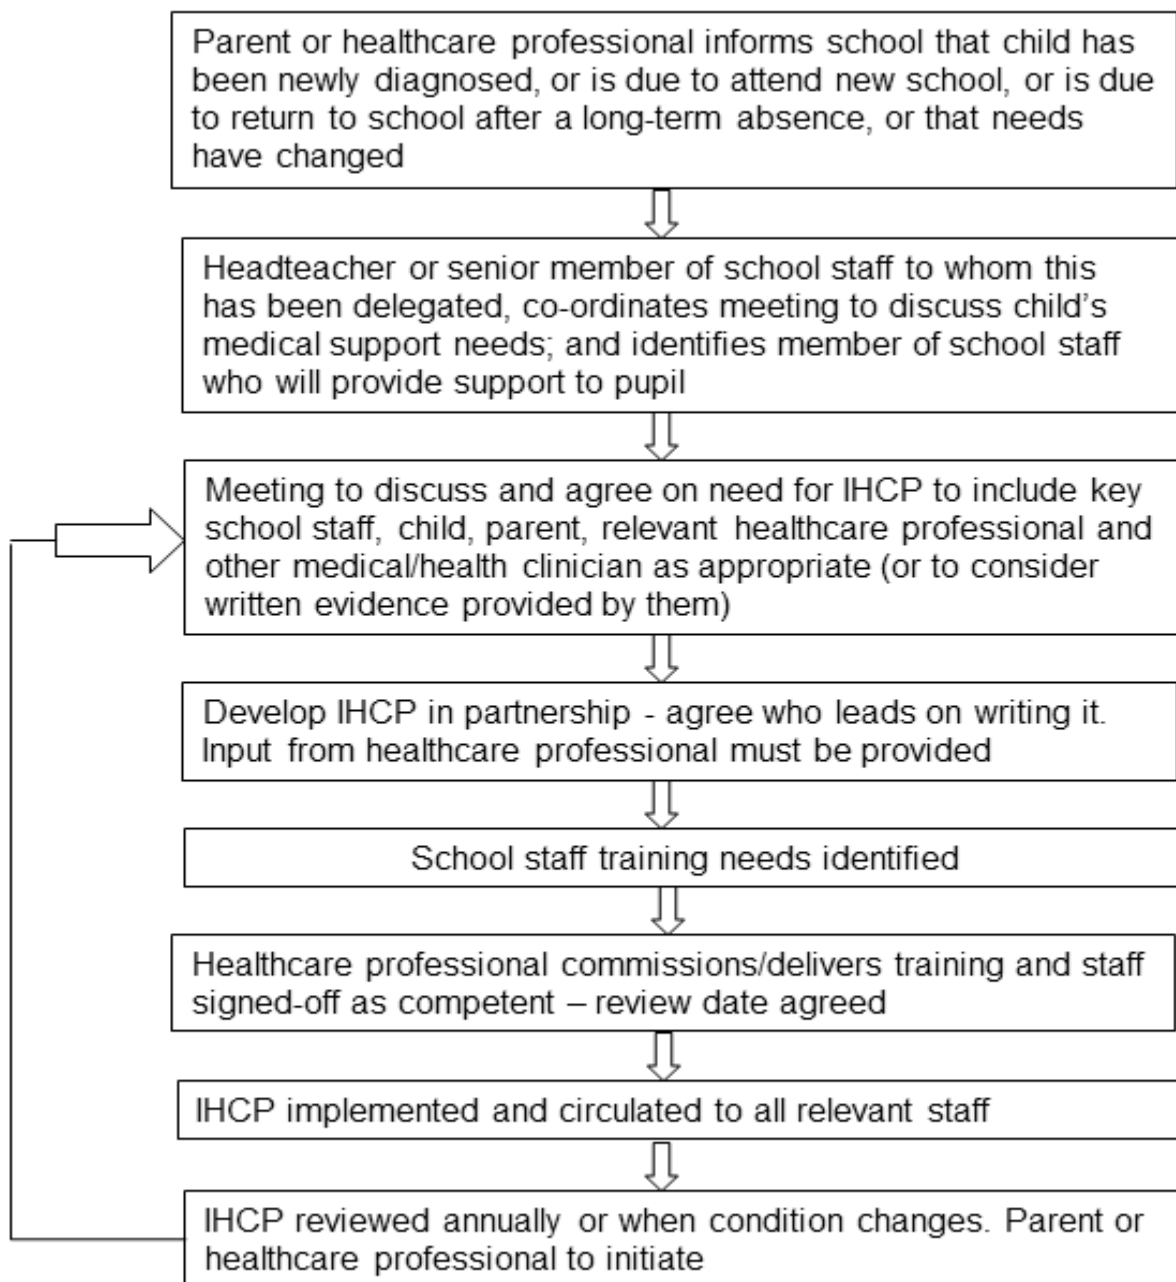 Parent or healthcare professional informs school that child has
been newly diagnosed, or is due to attend new school, or is due
to return to school after a long-term absence, or that needs
have changed
Headteacher or senior member of school staff to whom this
has been delegated, co-ordinates meeting to discuss child's
medical support needs; and identifies member of school staff
who will provide support to pupil
Meeting to discuss and agree on need for IHCP to include key
school staff, child, parent, relevant healthcare professional and
other medical/health clinician as appropriate (or to consider
written evidence provided by them)
Develop IHCP in partnership - agree who leads on writing it.
Input from healthcare professional must be provided
School staff training needs identified
Healthcare professional commissions/delivers training and staff
signed-off as competent – review date agreed
IHCP implemented and circulated to all relevant staff
IHCP reviewed annually or when condition changes. Parent or
healthcare professional to initiate